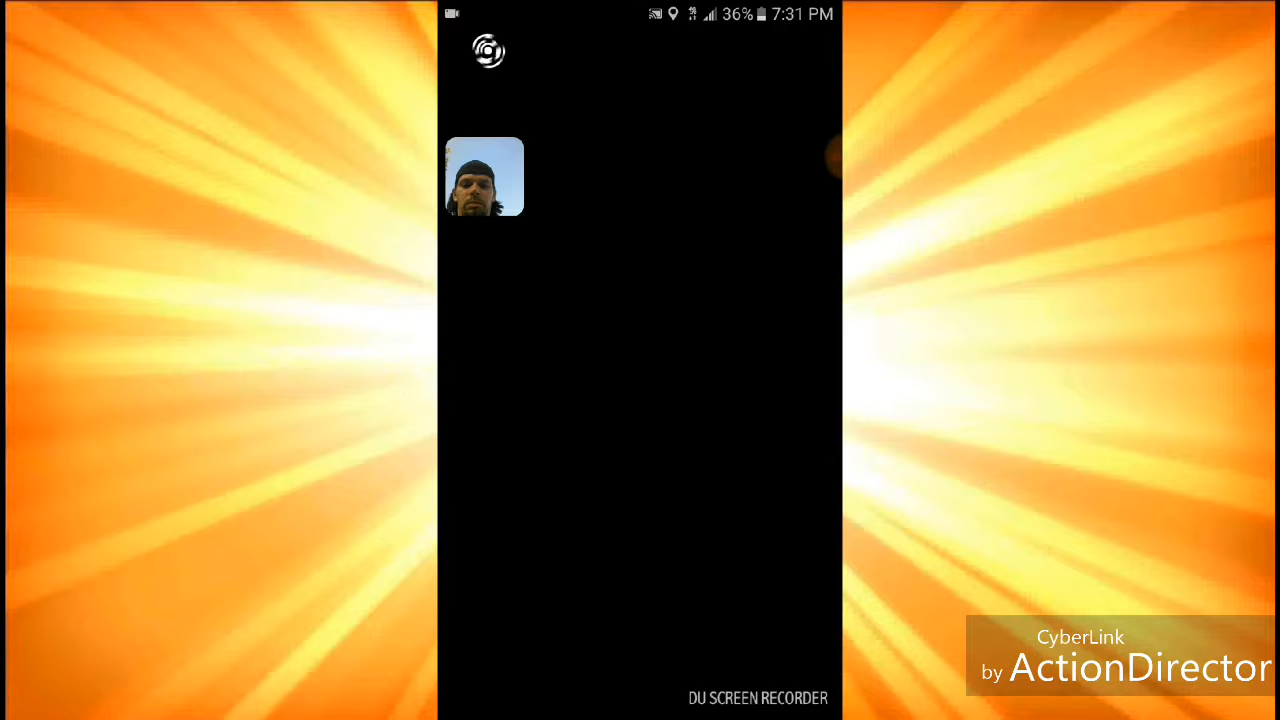 36% 7:31 PM
CyberLink
by ActionDirector
DU SCREEN RECORDER